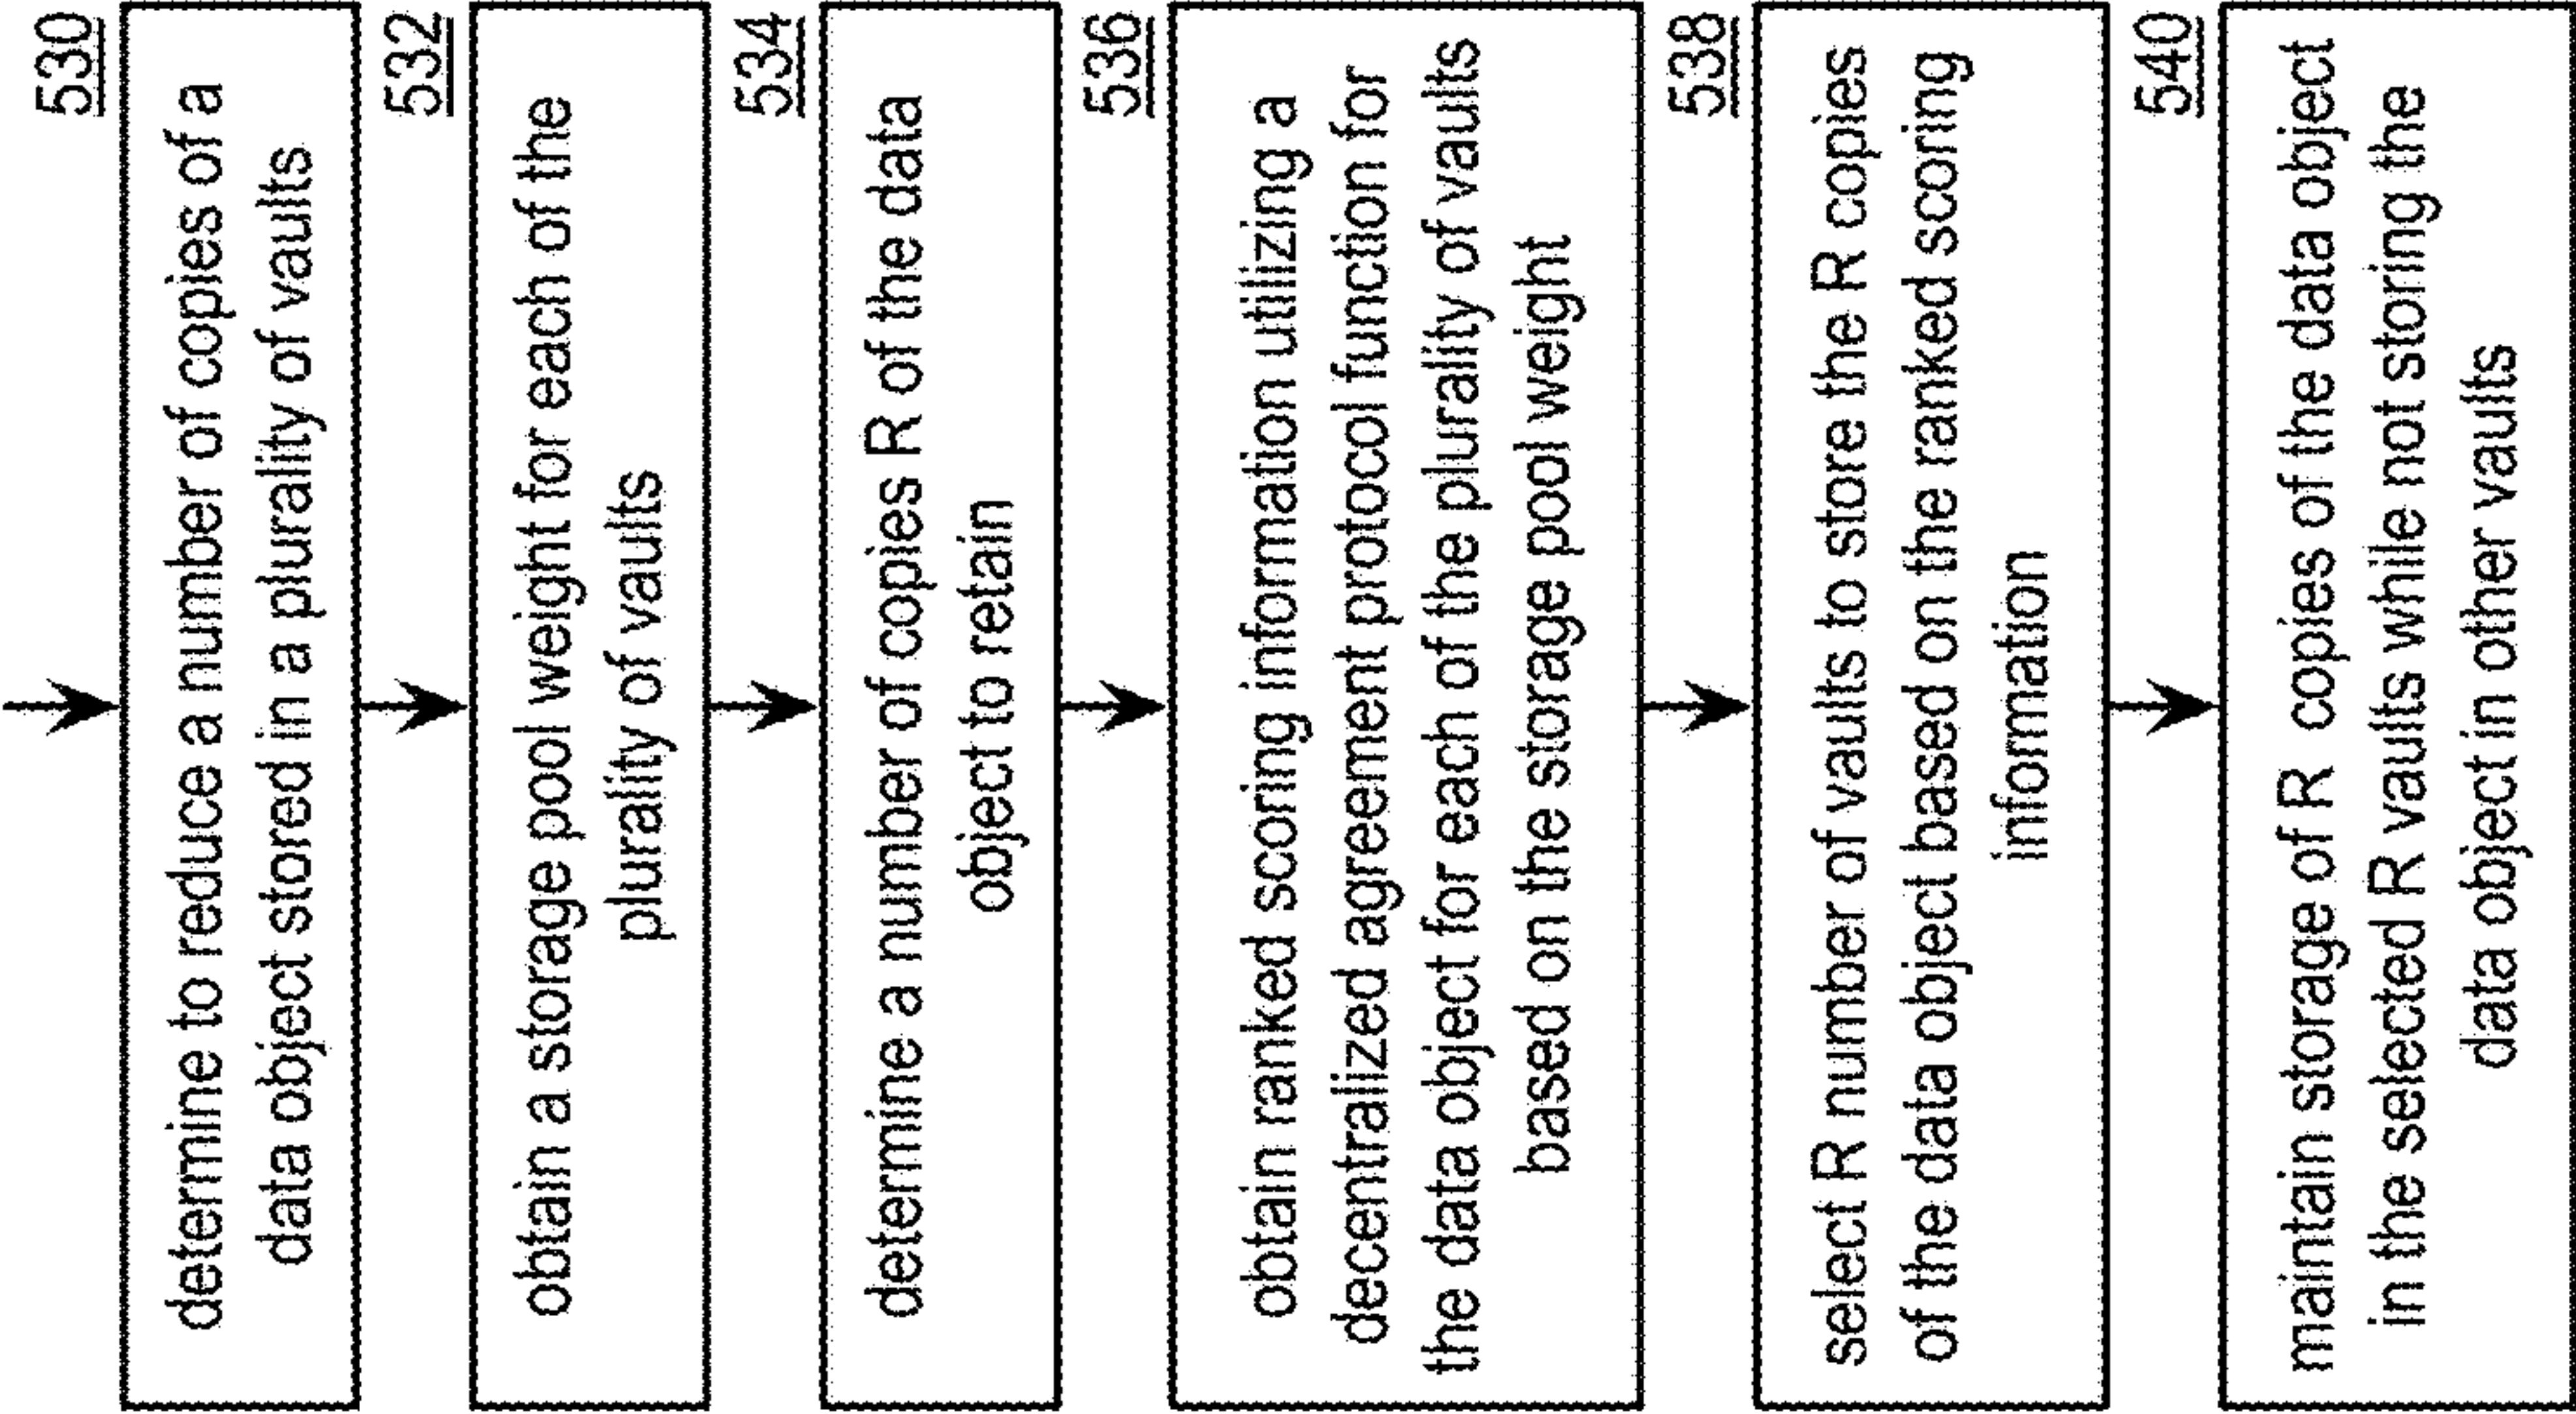 530
determine to reduce a number of copies of a
data object stored in a plurality of vaults
532
obtain a storage pool weight for each of the
plurality of vaults
534
determine a number of copies R of the data
object to retain
536
obtain ranked scoring information utilizing a
decentralized agreement protocol function for
the data object for each of the plurality of vaults
based on the storage pool weight
538
select R number of vaults to store the R copies
of the data object based on the ranked scoring
information
540
maintain storage of R copies of the data object
in the selected R vaults while not storing the
data object in other vaults